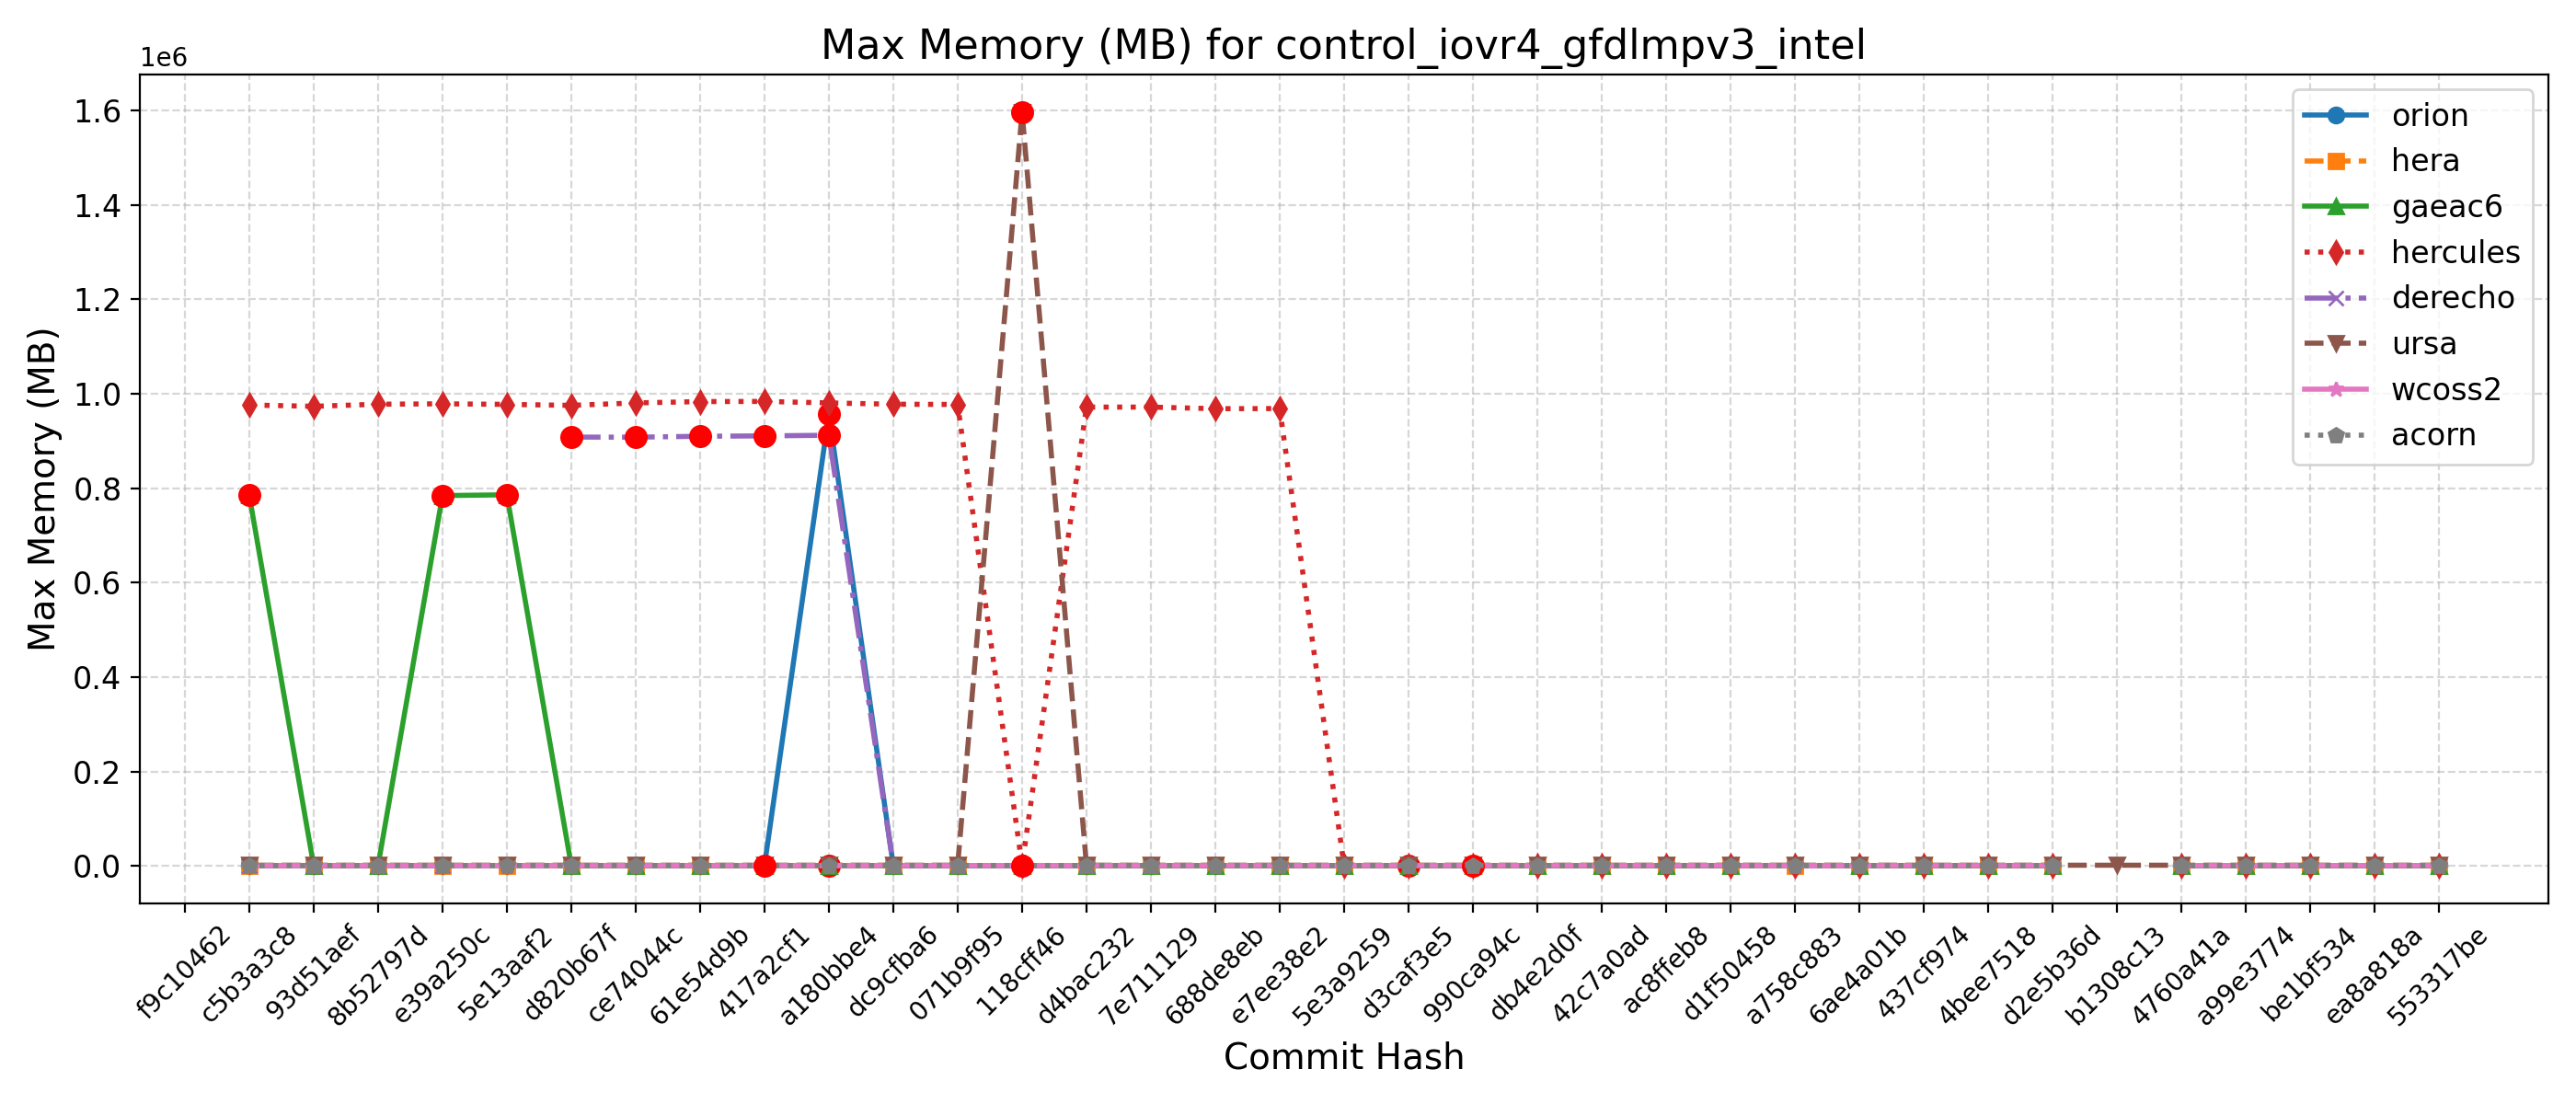 Max Memory (MB) for control_iovr4_gfdlmpv3_intel
1e6
1.6
1.4
1.2
1.0
0.8
0.6
0.4
0.2
0.0
Max Memory (MB)
orion
hera
gaeac6
hercules
derecho
ursa
wcoss2
acorn
f9c10462
c5b3a3c8
93d51aef
8b52797d
e39a250c
5e13aaf2
d820b67f
ce74044c
61e54d9b
417a2cf1
a180bbe4
dc9cfba6
071b9f95
118cff46
d4bac232
7e711129
688de8eb
e7ee38e2
5e3a9259
d3caf3e5
990ca94c
db4e2d0f
42c7a0ad
ac8ffeb8
d1f50458
a758c883
6ae4a01b
437cf974
4bee7518
d2e5b36d
b1308c13
4760a41a
a99e3774
be1bf534
ea8a818a
553317be
Commit Hash